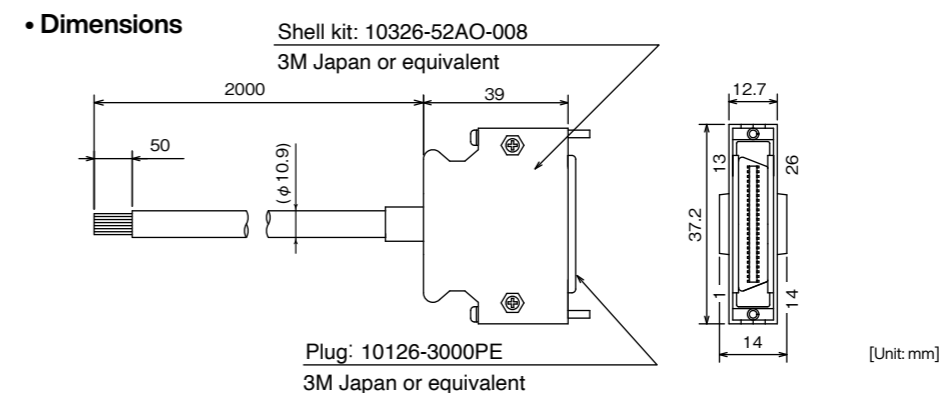 • Dimensions
Shell kit: 10326-52AO-008
3M Japan or equivalent
2000
39
12.7
50
(φ10.9)
13
26
37.2
1
14
14
Plug: 10126-3000PE
3M Japan or equivalent
[Unit: mm]